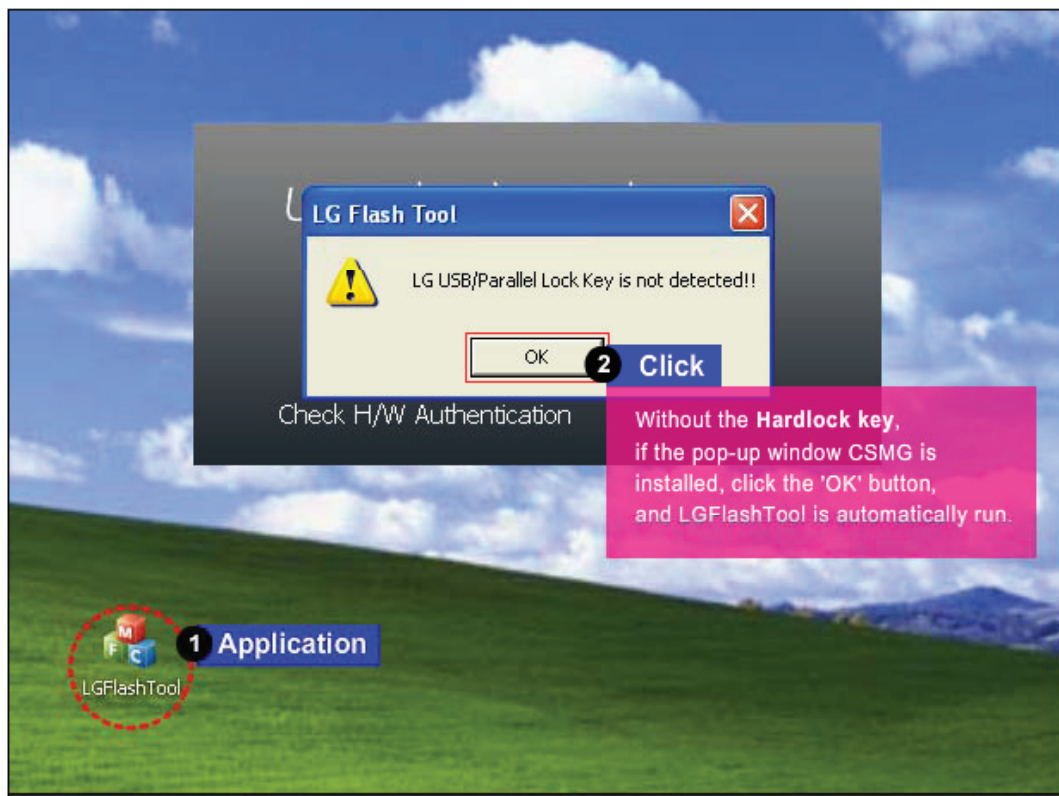 LG Flash Tool
LG USB/Parallel Lock Key is not detected!!
OK
2 Click
Check H/W Authentication
Without the Hardlock key,
if the pop-up window CSMG is
installed, click the 'OK' button,
and LGFlashTool is automatically run.
1 Application
M
F C
LGFlashTool